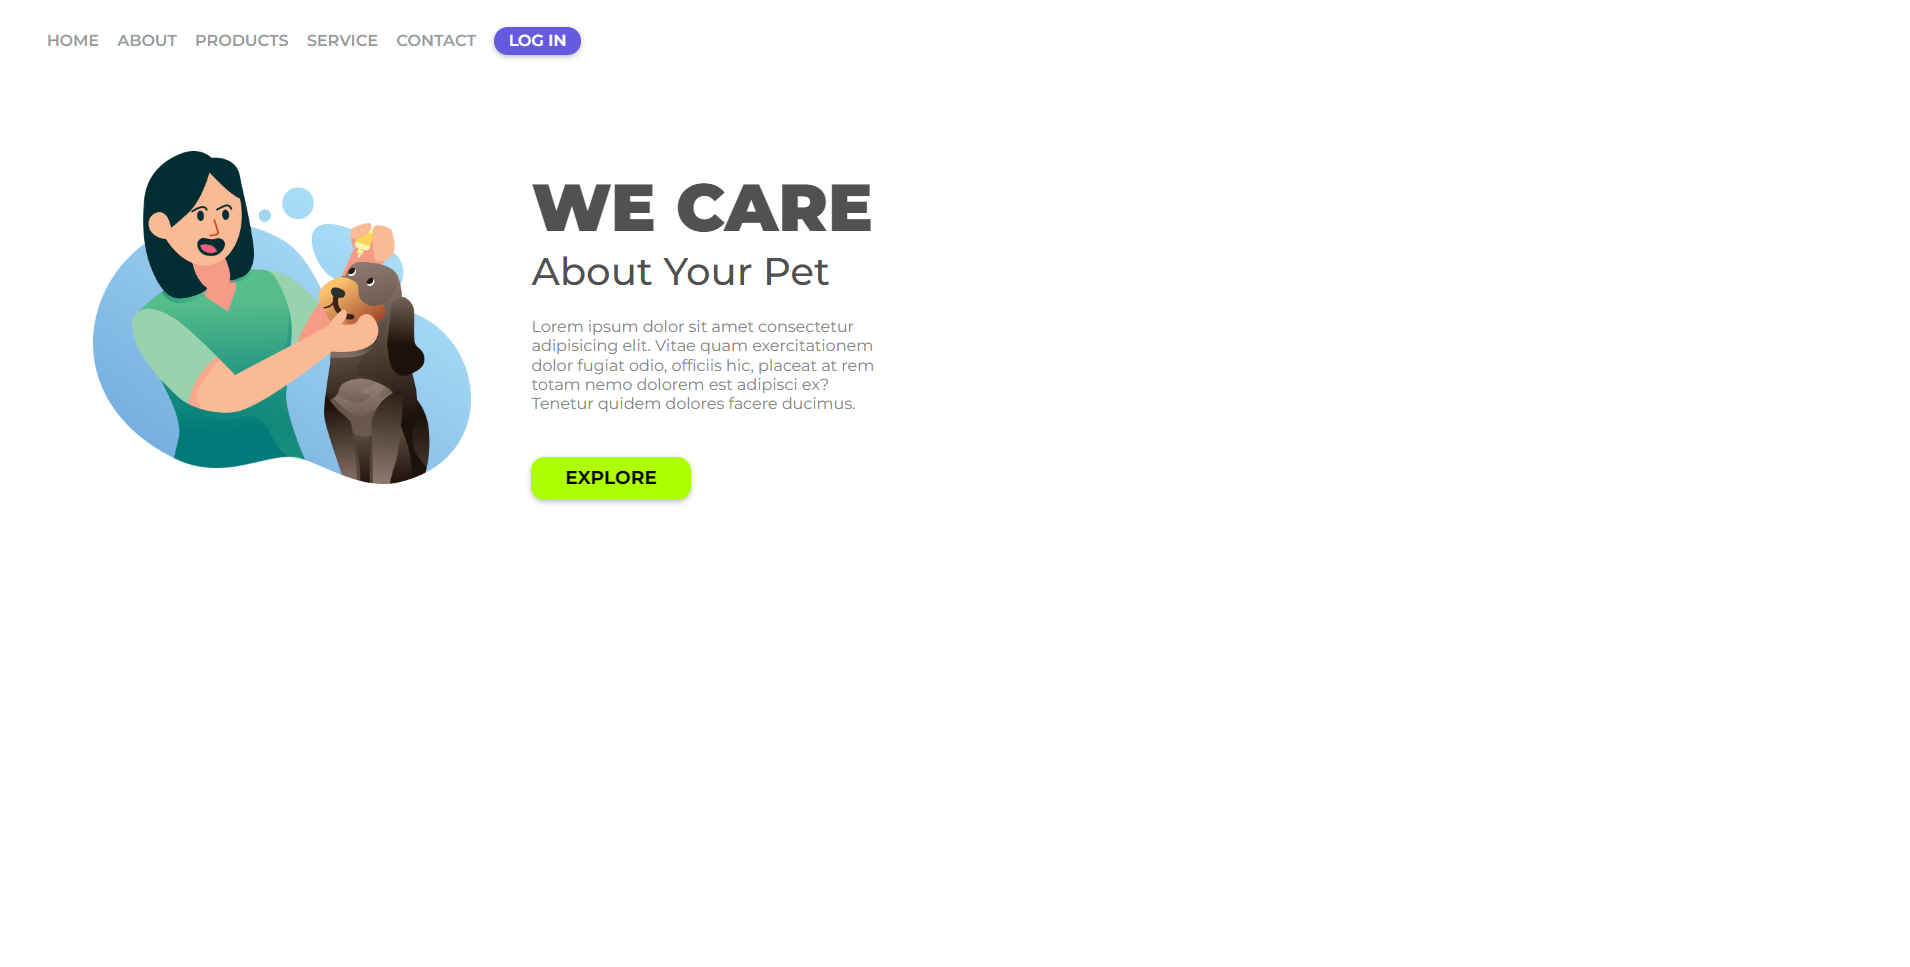 HOME ABOUT PRODUCTS SERVICE CONTACT LOG IN
WE CARE
About Your Pet
Lorem ipsum dolor sit amet consectetur
adipisicing elit. Vitae quam exercitationem
dolor fugiat odio, officiis hic, placeat at rem
totam nemo dolorem est adipisci ex?
Tenetur quidem dolores facere ducimus.
EXPLORE